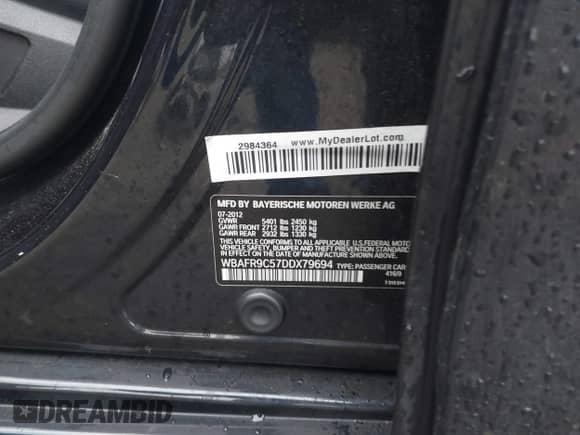 2984364 www.MyDealerLot.com
MFD BY BAYERISCHE MOTOREN WERKE AG
07-2012
GVWR 5401 lbs 2450 kg
GAWR FRONT 2712 lbs 1230 kg
GAWR REAR 2932 lbs 1330 kg
THIS VEHICLE CONFORMS TO ALL APPLICABLE U.S. FEDERAL MOTOR
VEHICLE SAFETY, BUMPER AND THEFT PREVENTION STANDARDS
IN EFFECT ON THE DATE OF MANUFACTURE SHOWN ABOVE.
WBAFR9C57DDX79694 TYPE: PASSENGER CAR
416/9
DREAMBID